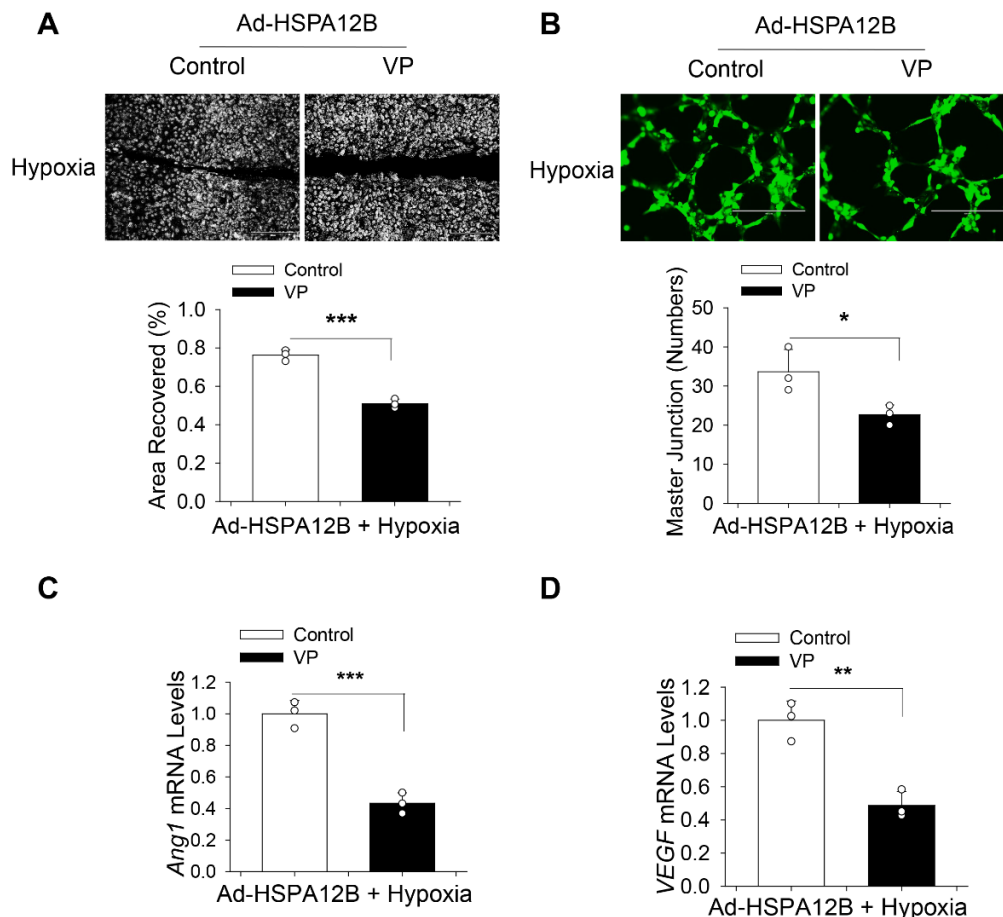 A
Ad-HSPA12B
Control VP
Hypoxia
Control
VP
Area Recovered (%)
1.0
0.8
0.6
0.4
0.2
0.0
***
Ad-HSPA12B + Hypoxia
B
Ad-HSPA12B
Control VP
Hypoxia
Control
VP
Master Junction (Numbers)
50
40
30
20
10
0
*
Ad-HSPA12B + Hypoxia
C
Control
VP
Ang1 mRNA Levels
1.2
1.0
0.8
0.6
0.4
0.2
0.0
***
Ad-HSPA12B + Hypoxia
D
Control
VP
VEGF mRNA Levels
1.2
1.0
0.8
0.6
0.4
0.2
0.0
**
Ad-HSPA12B + Hypoxia